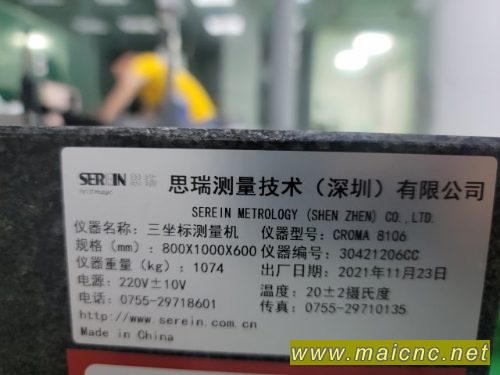 SEREIN 思瑞 思瑞测量技术（深圳）有限公司
SEREIN METROLOGY (SHEN ZHEN) CO.,LTD.
仪器名称: 三坐标测量机 仪器型号: CROMA 8106
规格（mm）: 800X1000X600 仪器编号: 30421206CC
仪器重量（kg）: 1074 出厂日期: 2021年11月23日
电源: 220V±10V 温度: 20±2摄氏度
电话: 0755-29718601 传真: 0755-29710135
http://www.serein.com.cn
Made in China
www.maicnc.net